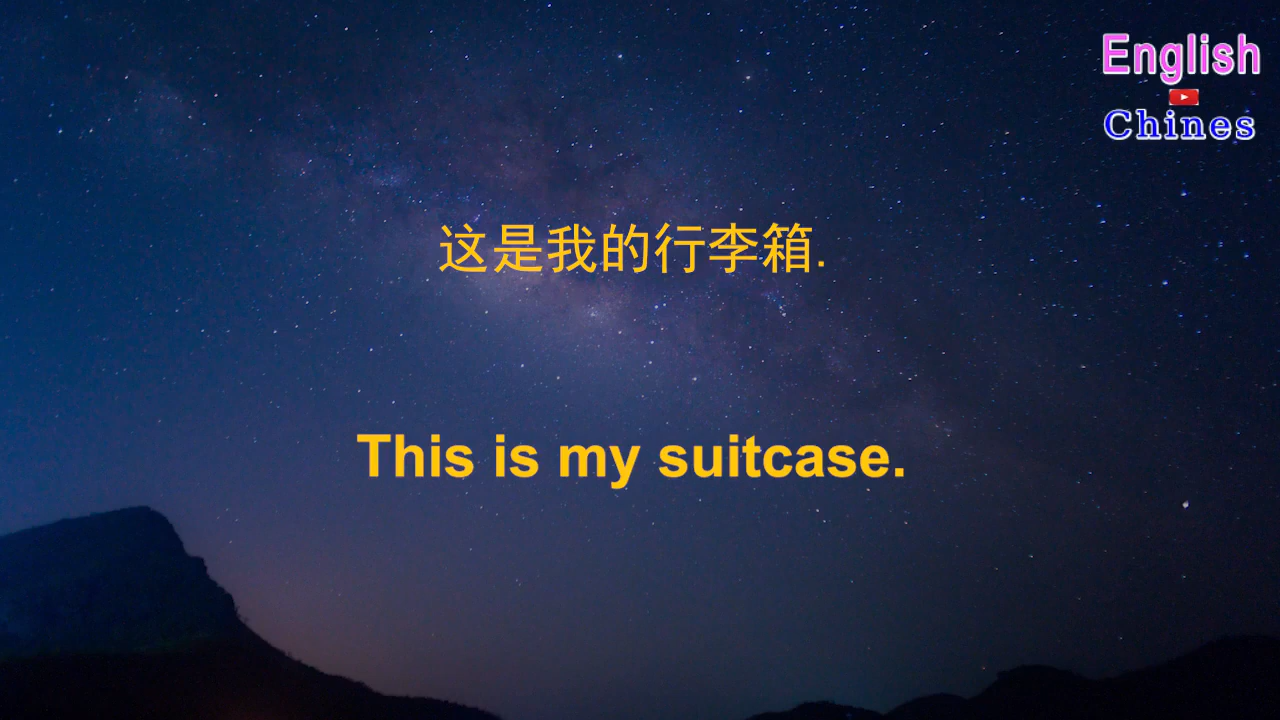 English
Chines
这是我的行李箱.
This is my suitcase.